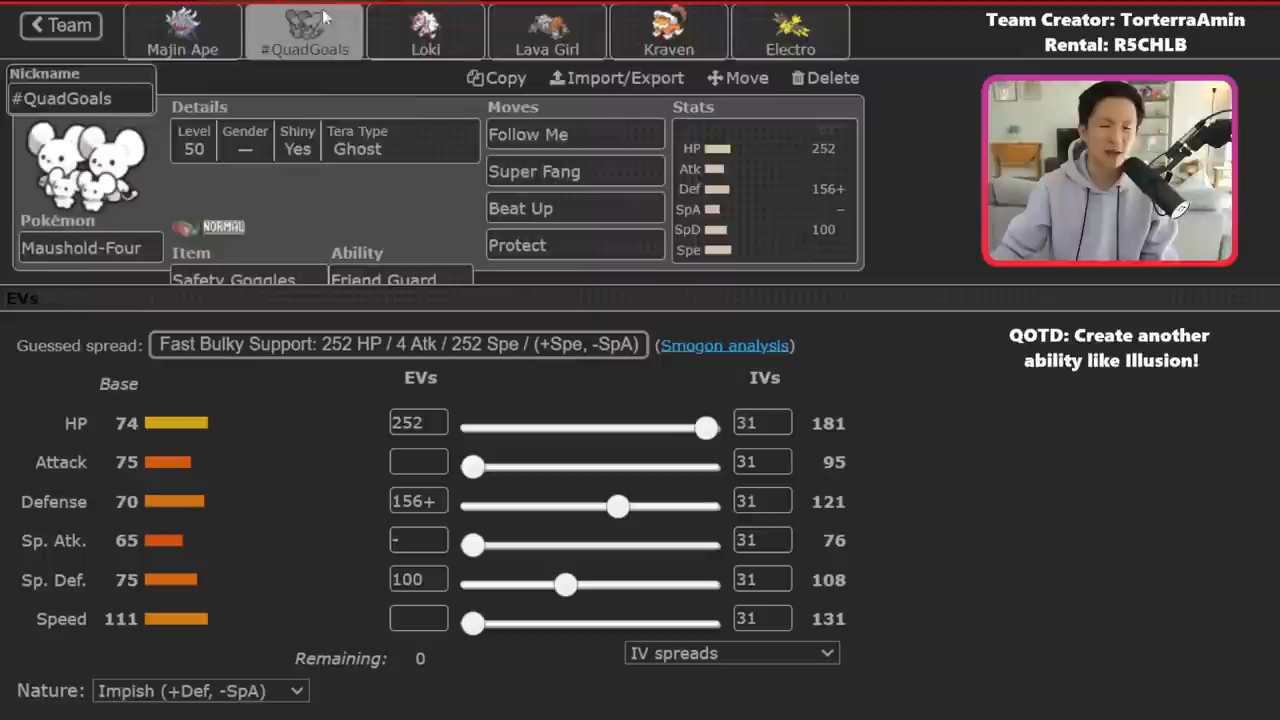 Team
Majin Ape
#QuadGoals
Loki
Lava Girl
Kraven
Electro
Team Creator: TorterraAmin
Rental: R5CHLB
Copy
Import/Export
Move
Delete
Nickname
#QuadGoals
Details
Level
50
Gender
—
Shiny
Yes
Tera Type
Ghost
Moves
Follow Me
Super Fang
Beat Up
Protect
Stats
HP 252
Atk
Def 156+
SpA –
SpD 100
Spe
Pokémon
Maushold-Four
NORMAL
Item
Safety Goggles
Ability
Friend Guard
EVs
Guessed spread: Fast Bulky Support: 252 HP / 4 Atk / 252 Spe / (+Spe, -SpA) (Smogon analysis)
QOTD: Create another
ability like Illusion!
Base EVs IVs
HP 74 252 31 181
Attack 75 31 95
Defense 70 156+ 31 121
Sp. Atk. 65 - 31 76
Sp. Def. 75 100 31 108
Speed 111 31 131
Remaining: 0
IV spreads
Nature: Impish (+Def, -SpA)